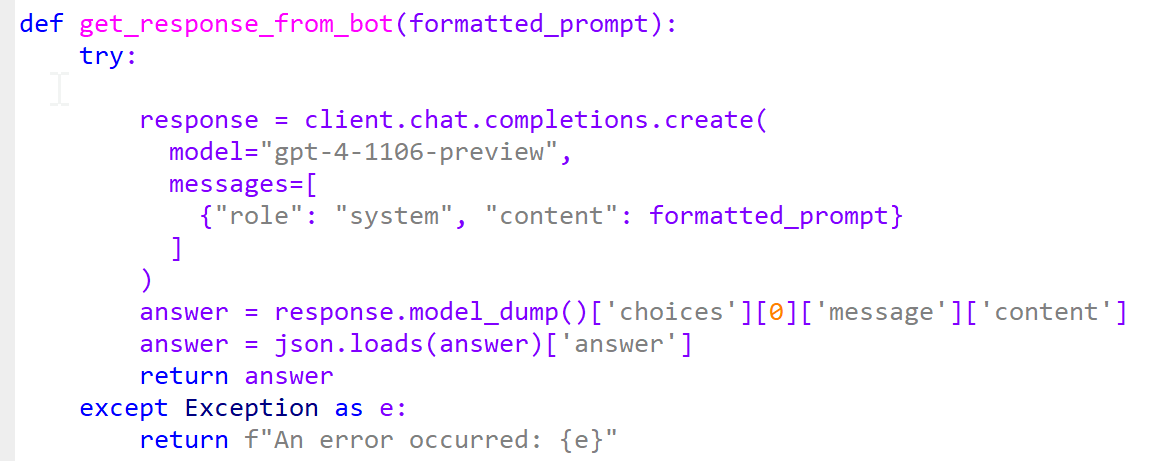 def get_response_from_bot(formatted_prompt):
    try:

        response = client.chat.completions.create(
          model="gpt-4-1106-preview",
          messages=[
            {"role": "system", "content": formatted_prompt}
          ]
        )
        answer = response.model_dump()['choices'][0]['message']['content']
        answer = json.loads(answer)['answer']
        return answer
    except Exception as e:
        return f"An error occurred: {e}"